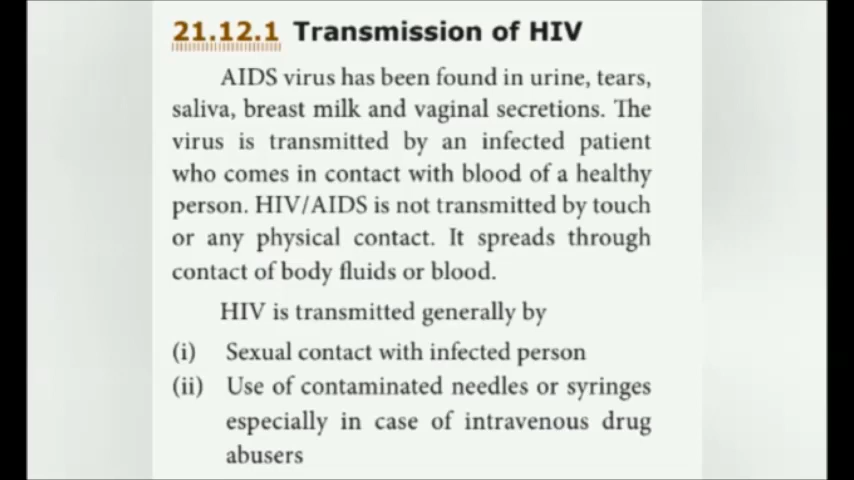 21.12.1 Transmission of HIV
AIDS virus has been found in urine, tears,
saliva, breast milk and vaginal secretions. The
virus is transmitted by an infected patient
who comes in contact with blood of a healthy
person. HIV/AIDS is not transmitted by touch
or any physical contact. It spreads through
contact of body fluids or blood.
HIV is transmitted generally by
(i) Sexual contact with infected person
(ii) Use of contaminated needles or syringes
especially in case of intravenous drug
abusers